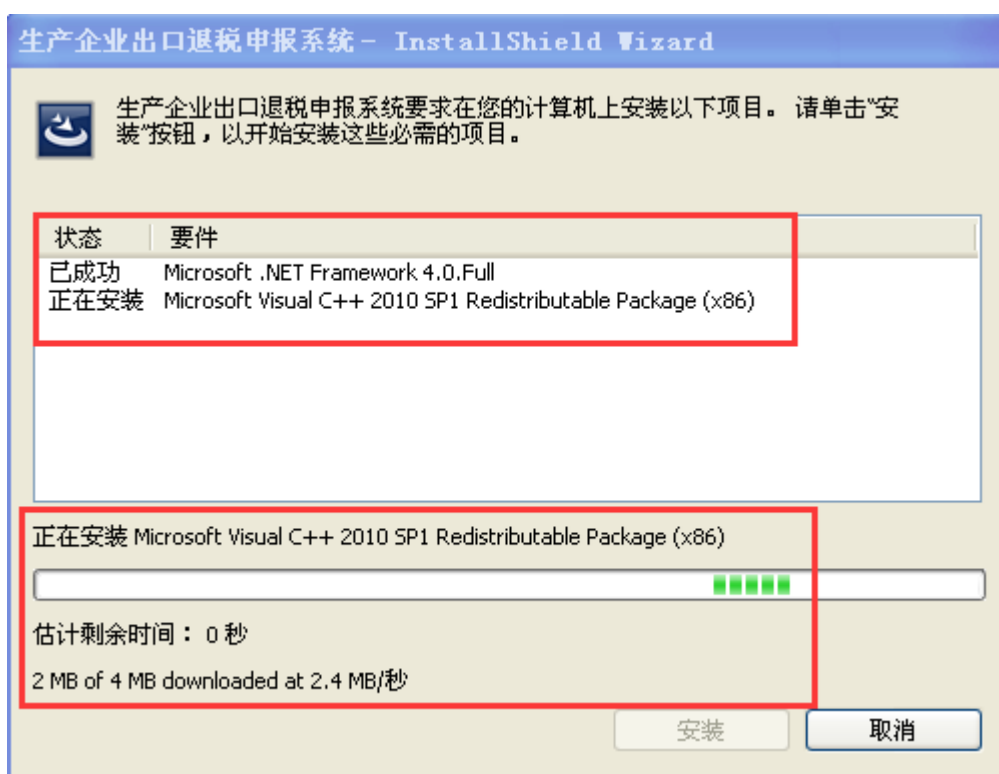 生产企业出口退税申报系统 - InstallShield Wizard
生产企业出口退税申报系统要求在您的计算机上安装以下项目。 请单击"安
装"按钮，以开始安装这些必需的项目。
状态 要件
已成功 Microsoft .NET Framework 4.0.Full
正在安装 Microsoft Visual C++ 2010 SP1 Redistributable Package (x86)
正在安装 Microsoft Visual C++ 2010 SP1 Redistributable Package (x86)
估计剩余时间： 0 秒
2 MB of 4 MB downloaded at 2.4 MB/秒
安装 取消